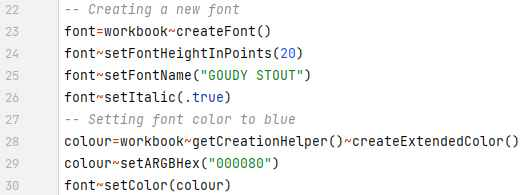 22 -- Creating a new font
23 font=workbook~createFont()
24 font~setFontHeightInPoints(20)
25 font~setFontName("GOUDY STOUT")
26 font~setItalic(.true)
27 -- Setting font color to blue
28 colour=workbook~getCreationHelper()~createExtendedColor()
29 colour~setARGBHex("000080")
30 font~setColor(colour)